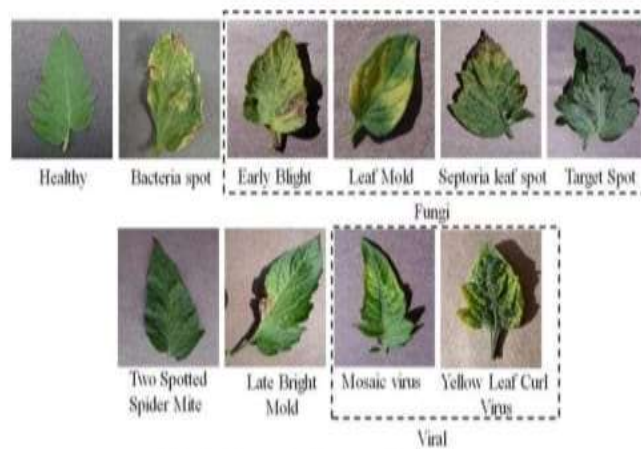 Healthy
Bacteria spot
Early Blight
Leaf Mold
Septoria leaf spot
Target Spot
Fungi
Two Spotted
Spider Mite
Late Bright
Mold
Mosaic virus
Yellow Leaf Curl
Virus
Viral